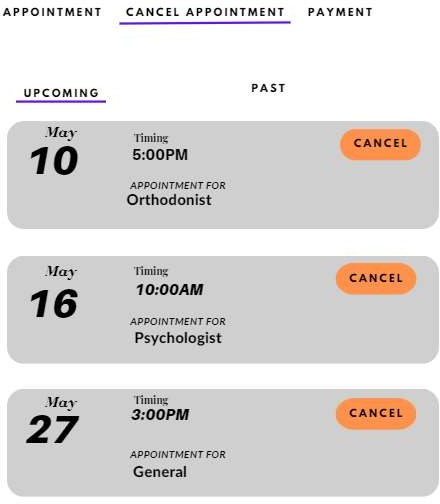 APPOINTMENT CANCEL APPOINTMENT PAYMENT
UPCOMING PAST
May
10
Timing
5:00PM
APPOINTMENT FOR
Orthodonist
CANCEL
May
16
Timing
10:00AM
APPOINTMENT FOR
Psychologist
CANCEL
May
27
Timing
3:00PM
APPOINTMENT FOR
General
CANCEL